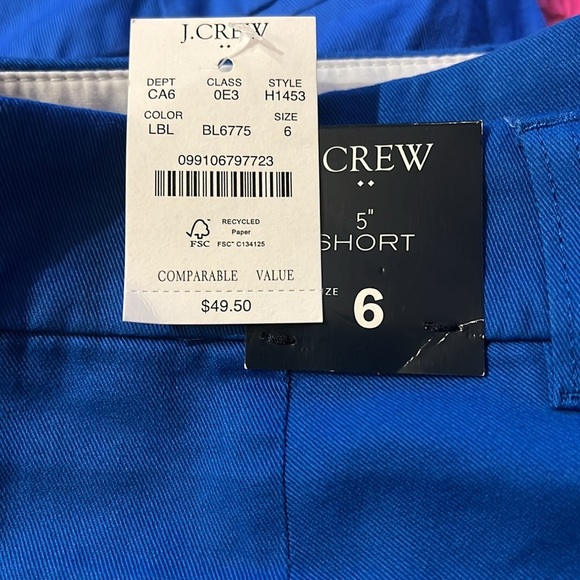 J.CREW
DEPT CLASS STYLE
CA6 0E3 H1453
COLOR SIZE
LBL BL6775 6
099106797723
FSC
RECYCLED
Paper
FSC™ C134125
COMPARABLE VALUE
$49.50
CREW
5"
SHORT
6